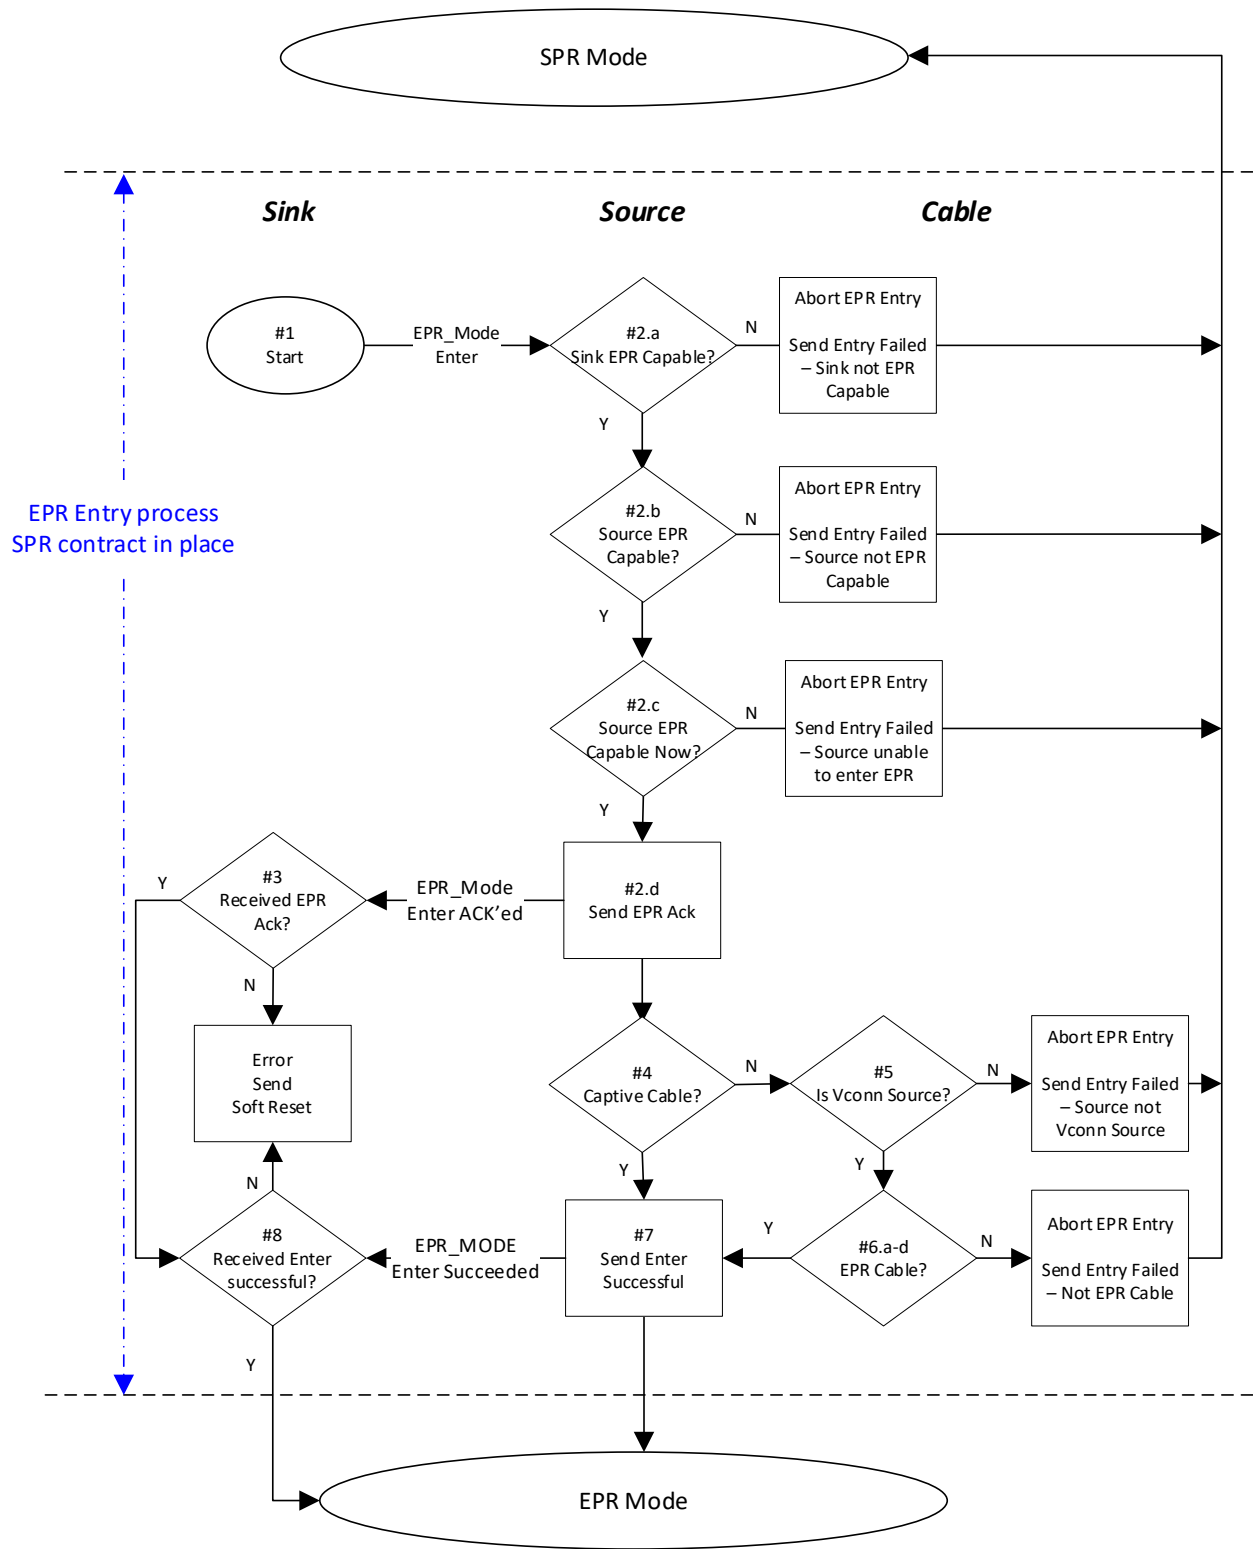 SPR Mode
Sink
Source
Cable
#1
Start
EPR_Mode
Enter
#2.a
Sink EPR Capable?
N
Abort EPR Entry
Send Entry Failed
– Sink not EPR
Capable
Y
EPR Entry process
SPR contract in place
#2.b
Source EPR
Capable?
N
Abort EPR Entry
Send Entry Failed
– Source not EPR
Capable
Y
#2.c
Source EPR
Capable Now?
N
Abort EPR Entry
Send Entry Failed
– Source unable
to enter EPR
Y
Y
#3
Received EPR
Ack?
EPR_Mode
Enter ACK’ed
#2.d
Send EPR Ack
N
Error
Send
Soft Reset
#4
Captive Cable?
N
#5
Is Vconn Source?
N
Abort EPR Entry
Send Entry Failed
– Source not
Vconn Source
Y
Y
N
#8
Received Enter
successful?
EPR_MODE
Enter Succeeded
#7
Send Enter
Successful
Y
#6.a-d
EPR Cable?
N
Abort EPR Entry
Send Entry Failed
– Not EPR Cable
Y
EPR Mode